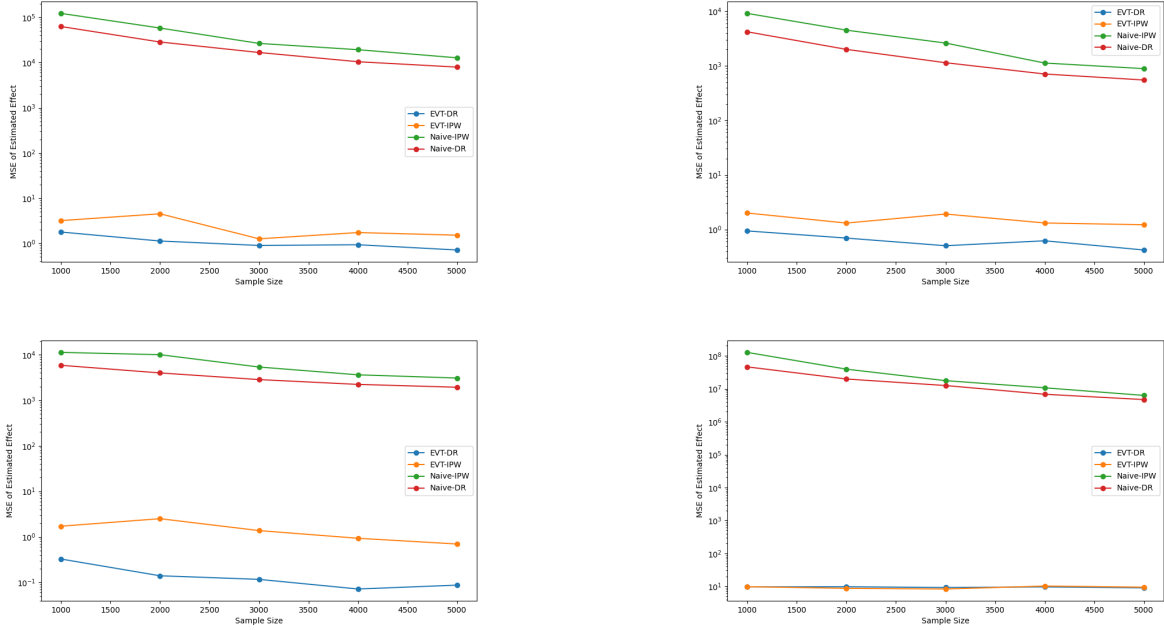 10^5
10^4
10^3
10^2
10^1
10^0
MSE of Estimated Effect
1000 1500 2000 2500 3000 3500 4000 4500 5000
Sample Size
EVT-DR
EVT-IPW
Naive-IPW
Naive-DR
10^4
10^3
10^2
10^1
10^0
MSE of Estimated Effect
1000 1500 2000 2500 3000 3500 4000 4500 5000
Sample Size
EVT-DR
EVT-IPW
Naive-IPW
Naive-DR
10^4
10^3
10^2
10^1
10^0
10^−1
MSE of Estimated Effect
1000 1500 2000 2500 3000 3500 4000 4500 5000
Sample Size
EVT-DR
EVT-IPW
Naive-IPW
Naive-DR
10^8
10^7
10^6
10^5
10^4
10^3
10^2
10^1
MSE of Estimated Effect
1000 1500 2000 2500 3000 3500 4000 4500 5000
Sample Size
EVT-DR
EVT-IPW
Naive-IPW
Naive-DR